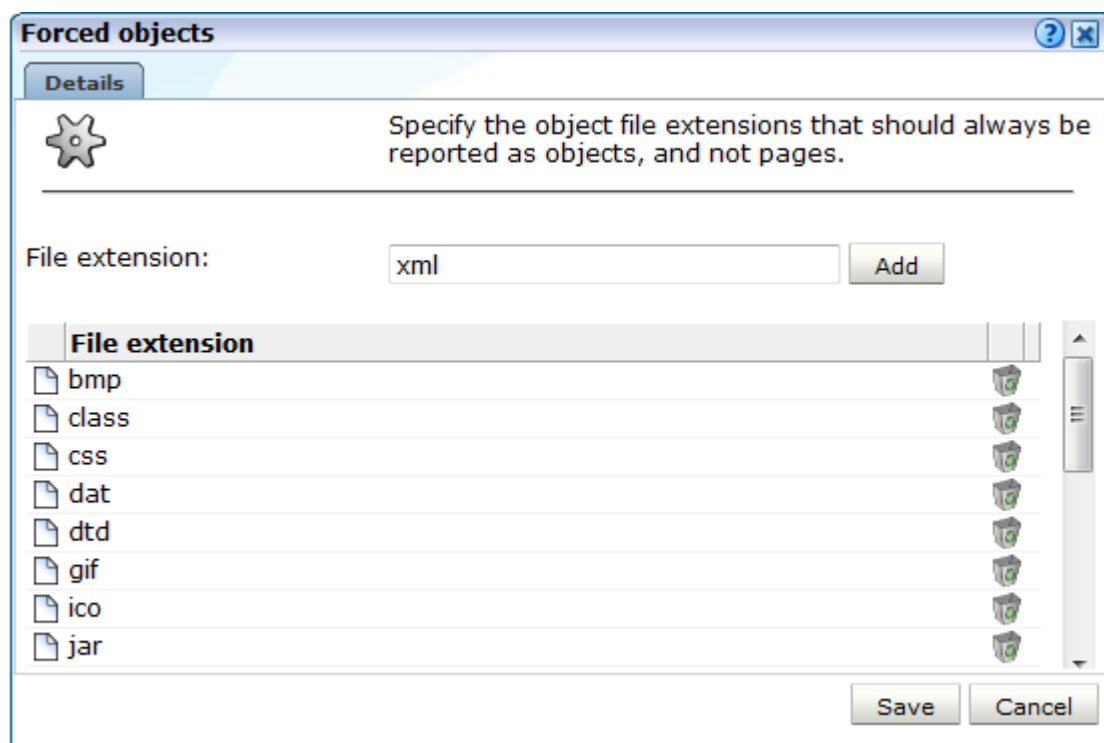 Forced objects
Details
Specify the object file extensions that should always be
reported as objects, and not pages.
File extension:
xml
Add
File extension
bmp
class
css
dat
dtd
gif
ico
jar
Save
Cancel